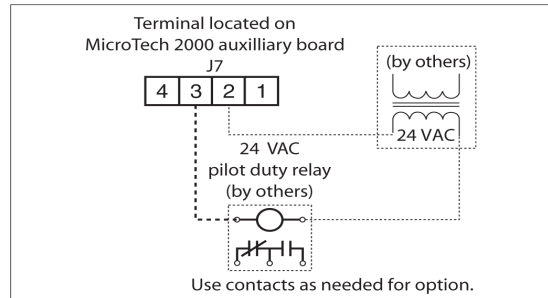 Terminal located on
MicroTech 2000 auxilliary board
J7
4 3 2 1
(by others)
24 VAC
24 VAC
pilot duty relay
(by others)
Use contacts as needed for option.